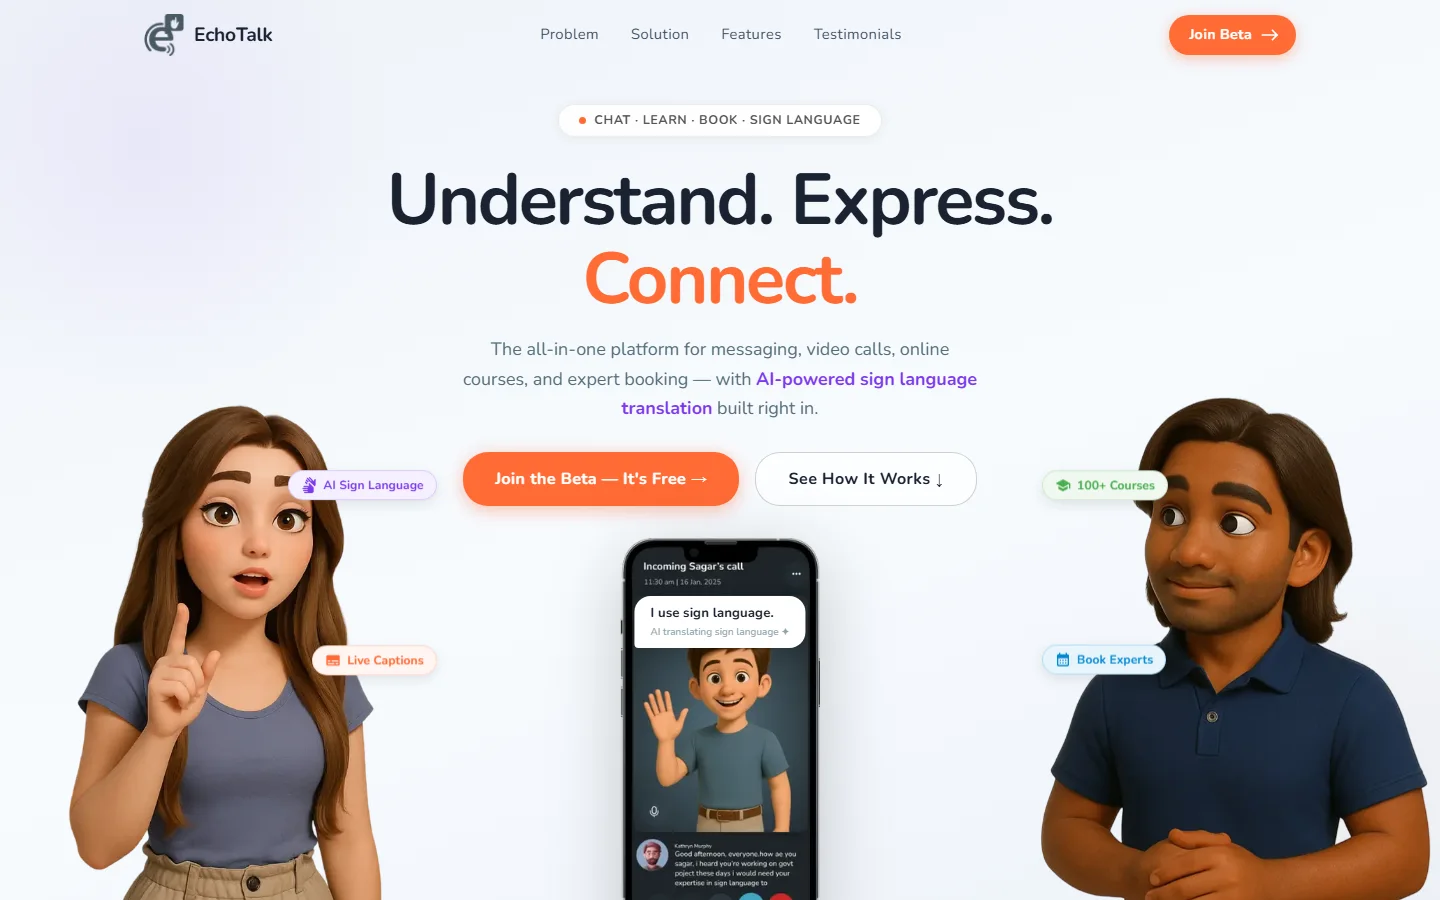 EchoTalk
Problem
Solution
Features
Testimonials
Join Beta →
CHAT · LEARN · BOOK · SIGN LANGUAGE
Understand. Express.
Connect.
The all-in-one platform for messaging, video calls, online
courses, and expert booking — with AI-powered sign language
translation built right in.
Join the Beta — It's Free →
See How It Works ↓
AI Sign Language
Live Captions
100+ Courses
Book Experts
Incoming Sagar's call
11:30 am | 16 Jan, 2025
I use sign language.
AI translating sign language ✦
Kathryn Murphy
Good afternoon, everyone.how ae you
sagar, i heard you're working on govt
poject these days i would need your
expertise in sign language to